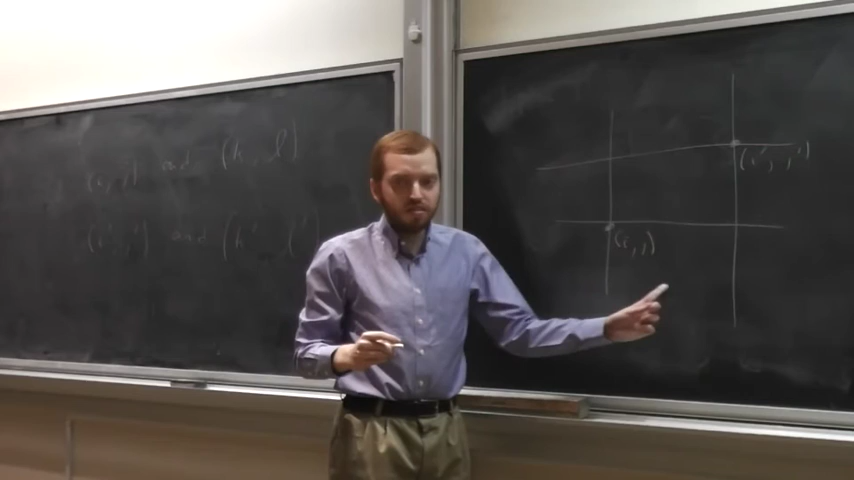 (i, j) and (k, l)
(i', j') and (k', l')
(i', j')
(i, j)